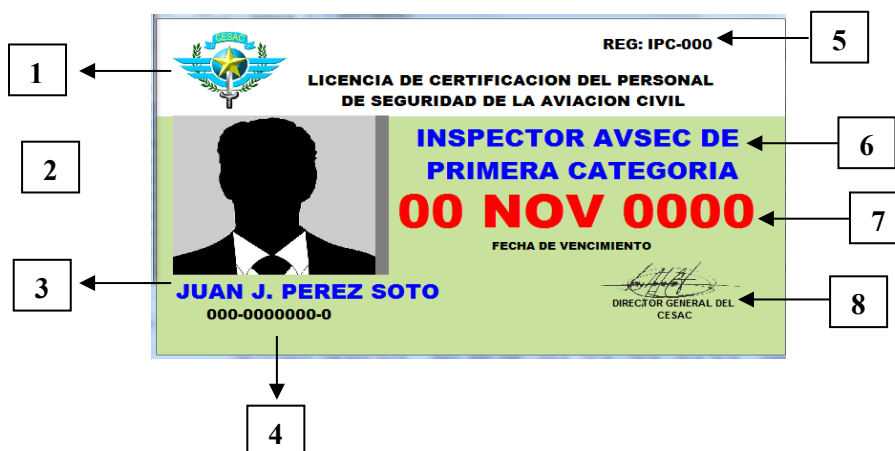 CESAC
REG: IPC-000
5
1
LICENCIA DE CERTIFICACION DEL PERSONAL
DE SEGURIDAD DE LA AVIACION CIVIL
INSPECTOR AVSEC DE
PRIMERA CATEGORIA
6
2
00 NOV 0000
7
FECHA DE VENCIMIENTO
3
JUAN J. PEREZ SOTO
000-0000000-0
DIRECTOR GENERAL DEL
CESAC
8
4